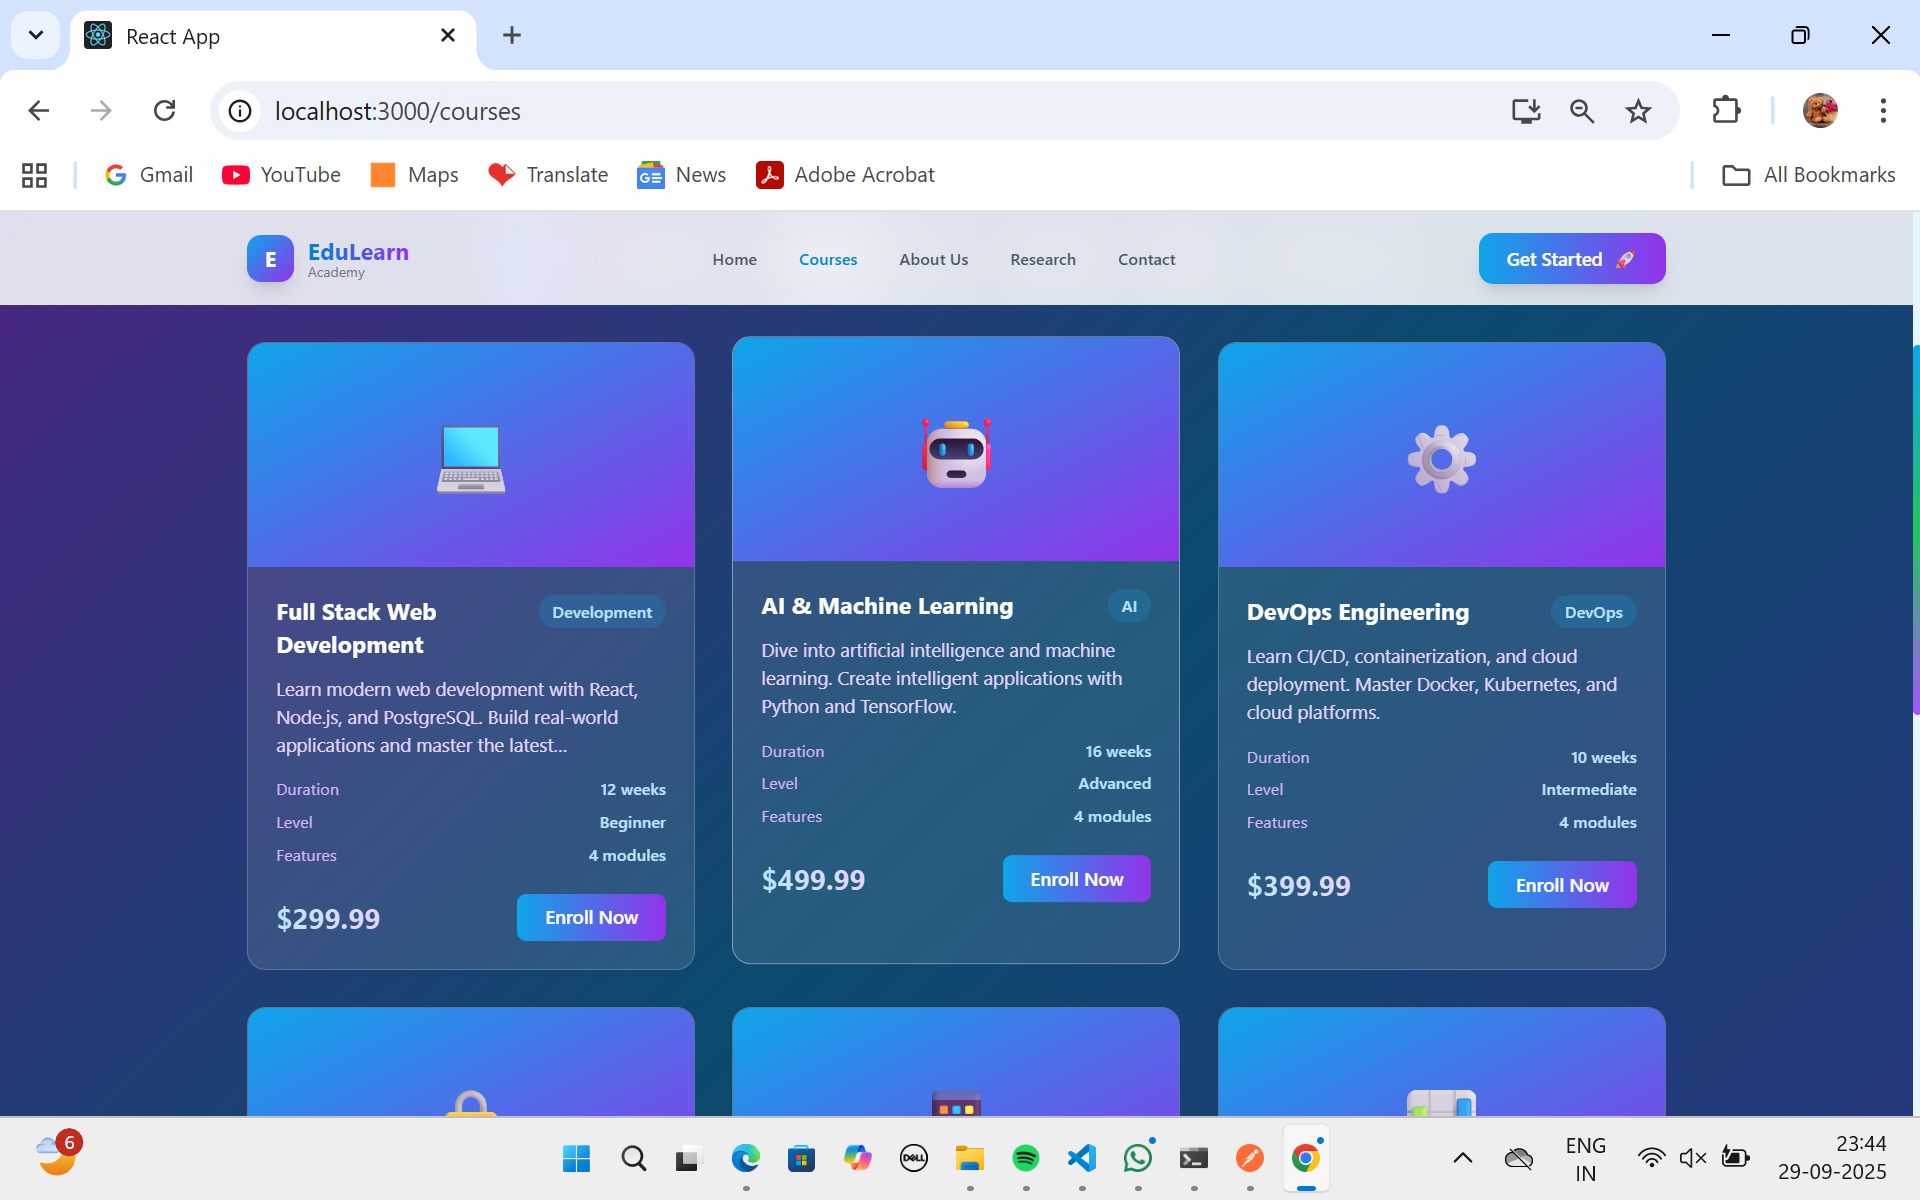 React App
localhost:3000/courses
Gmail
YouTube
Maps
Translate
News
Adobe Acrobat
All Bookmarks
E
EduLearn
Academy
Home
Courses
About Us
Research
Contact
Get Started
Full Stack Web
Development
Development
Learn modern web development with React,
Node.js, and PostgreSQL. Build real-world
applications and master the latest...
Duration 12 weeks
Level Beginner
Features 4 modules
$299.99 Enroll Now
AI & Machine Learning
AI
Dive into artificial intelligence and machine
learning. Create intelligent applications with
Python and TensorFlow.
Duration 16 weeks
Level Advanced
Features 4 modules
$499.99 Enroll Now
DevOps Engineering
DevOps
Learn CI/CD, containerization, and cloud
deployment. Master Docker, Kubernetes, and
cloud platforms.
Duration 10 weeks
Level Intermediate
Features 4 modules
$399.99 Enroll Now
6
DELL
ENG
IN
23:44
29-09-2025